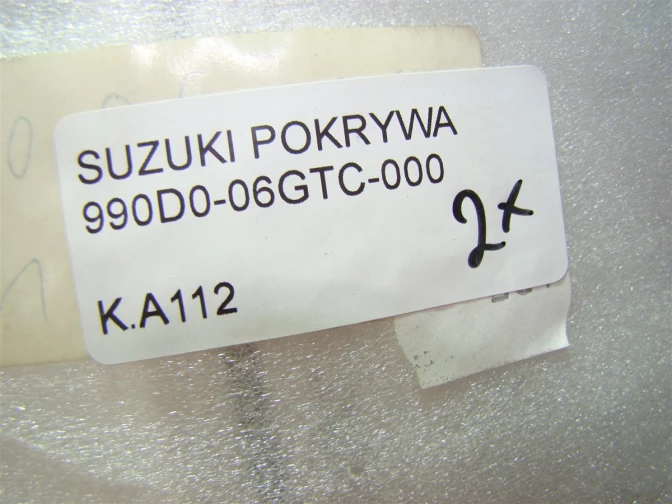 SUZUKI POKRYWA
990D0-06GTC-000
2x
K.A112